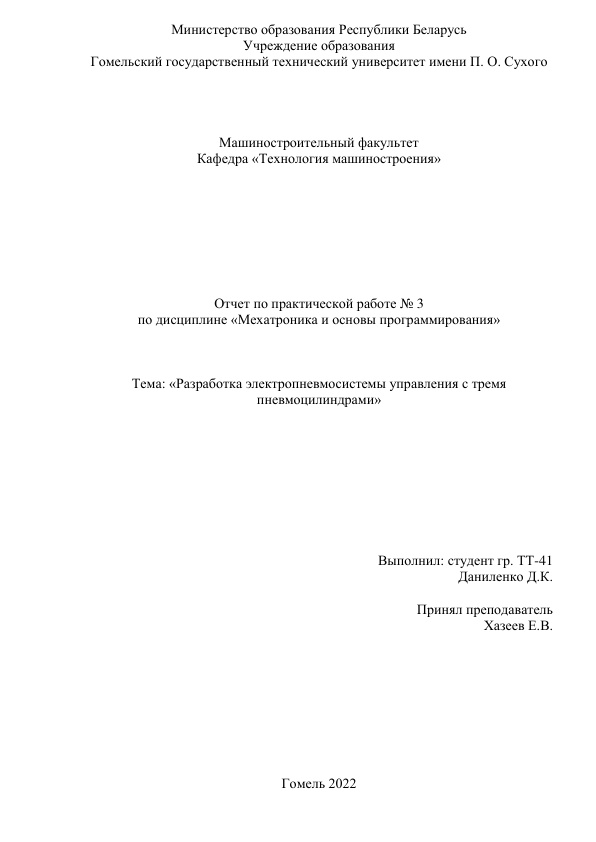 Министерство образования Республики Беларусь
Учреждение образования
Гомельский государственный технический университет имени П. О. Сухого
Машиностроительный факультет
Кафедра «Технология машиностроения»
Отчет по практической работе № 3
по дисциплине «Мехатроника и основы программирования»
Тема: «Разработка электропневмосистемы управления с тремя
пневмоцилиндрами»
Выполнил: студент гр. ТТ-41
Даниленко Д.К.
Принял преподаватель
Хазеев Е.В.
Гомель 2022